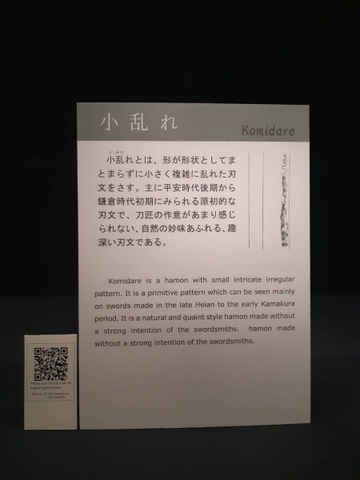 小乱れ
Komidare
小乱れとは、形が形状としてま
とまらずに小さく複雑に乱れた刃
文をさす。主に平安時代後期から
鎌倉時代初期にみられる原初的な
刃文で、刀匠の作意があまり感じ
られない、自然の妙味あふれる、趣
深い刃文である。
Komidare is a hamon with small intricate irregular
pattern. It is a primitive pattern which can be seen mainly
on swords made in the late Heian to the early Kamakura
period. It is a natural and quaint style hamon made without
a strong intention of the swordsmiths. hamon made
without a strong intention of the swordsmiths.